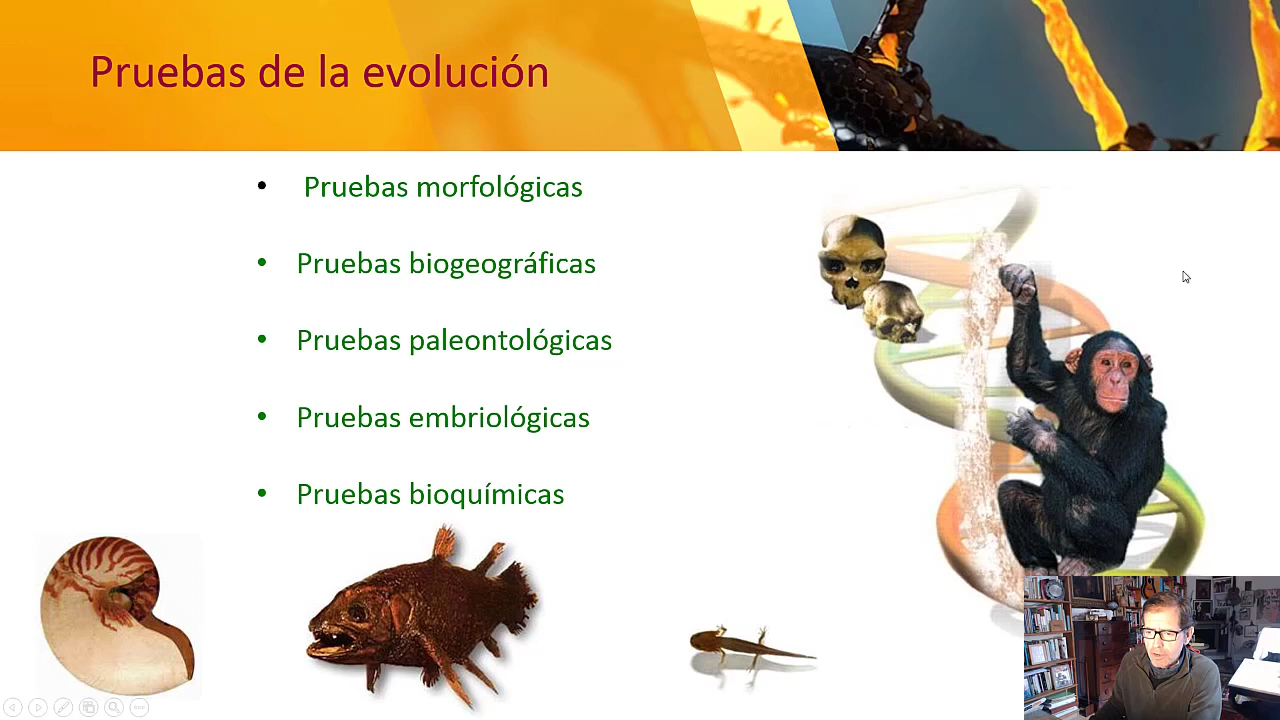 Pruebas de la evolución
• Pruebas morfológicas
• Pruebas biogeográficas
• Pruebas paleontológicas
• Pruebas embriológicas
• Pruebas bioquímicas